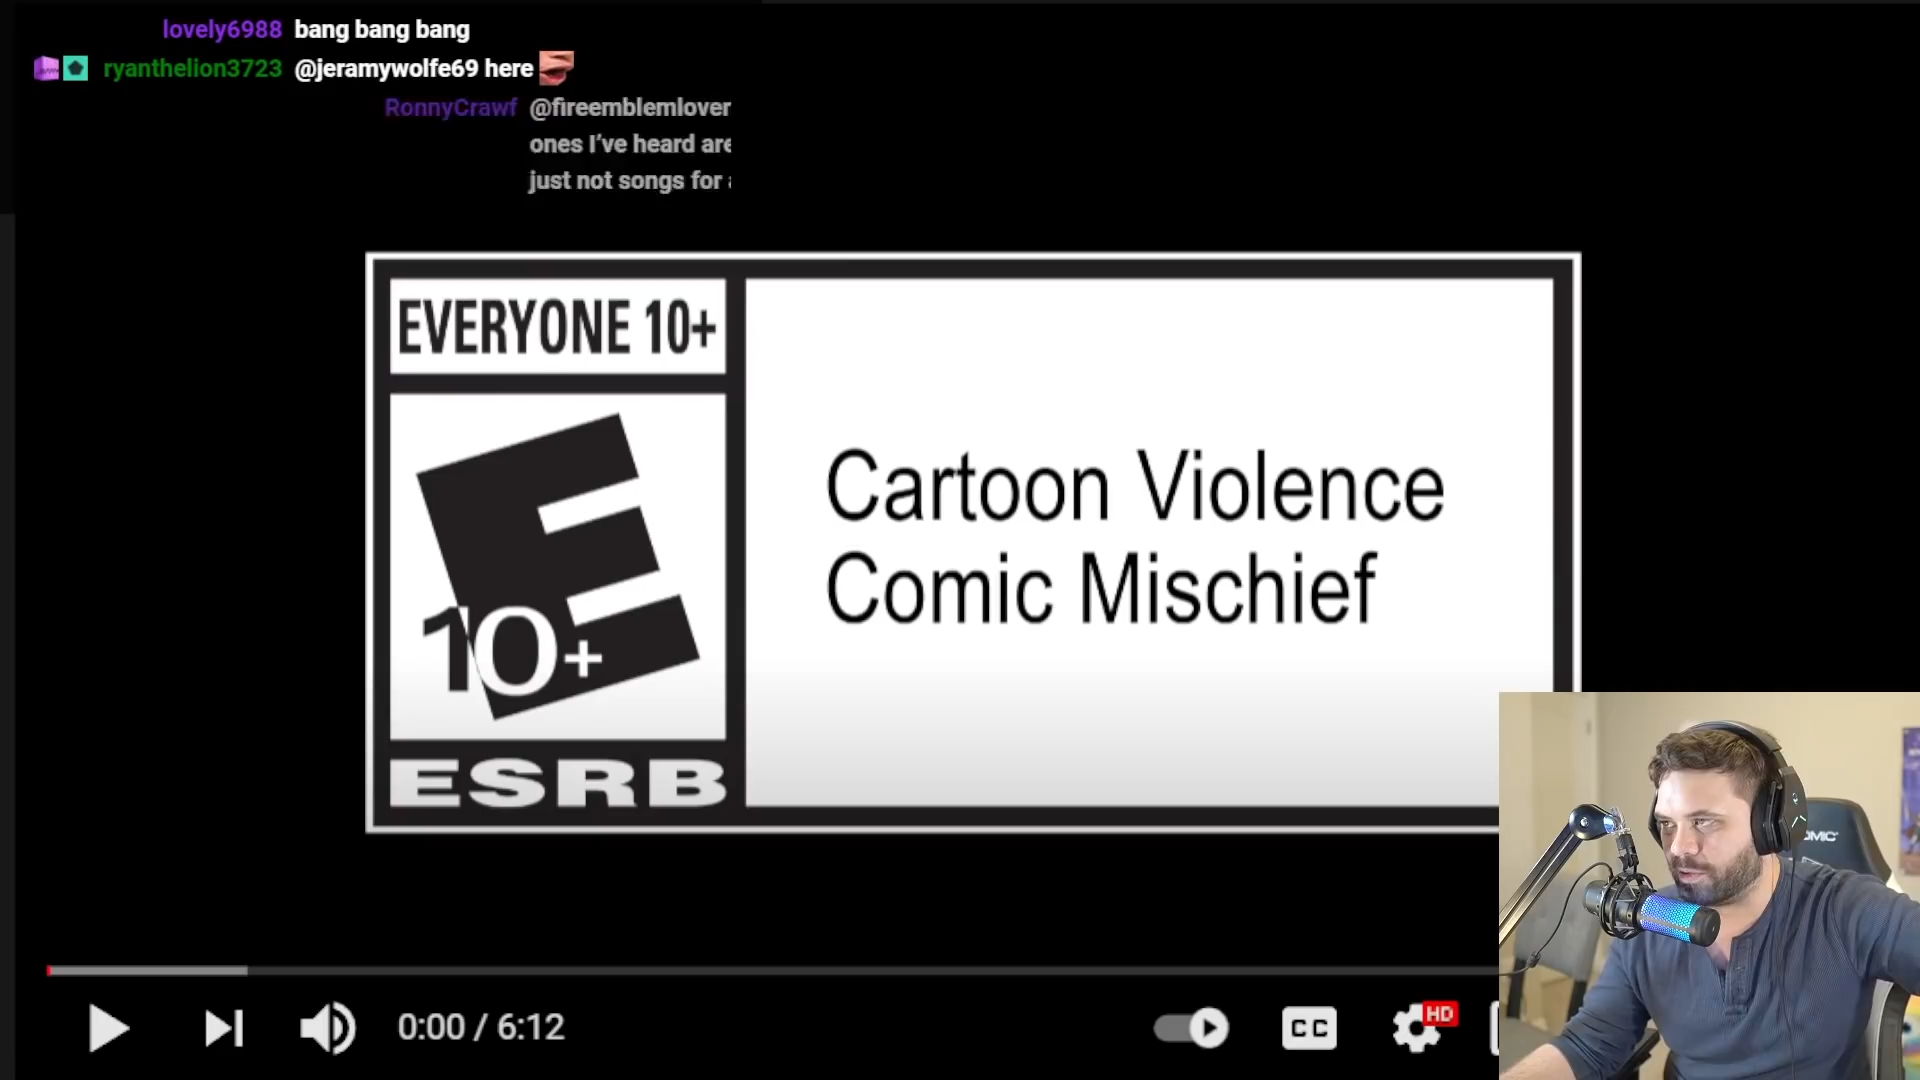 lovely6988 bang bang bang
ryanthelion3723 @jeramywolfe69 here
RonnyCrawf @fireemblemlover
ones I've heard are
just not songs for
EVERYONE 10+
E
10+
Cartoon Violence
Comic Mischief
ESRB
OMIC
0:00 / 6:12
CC
HD